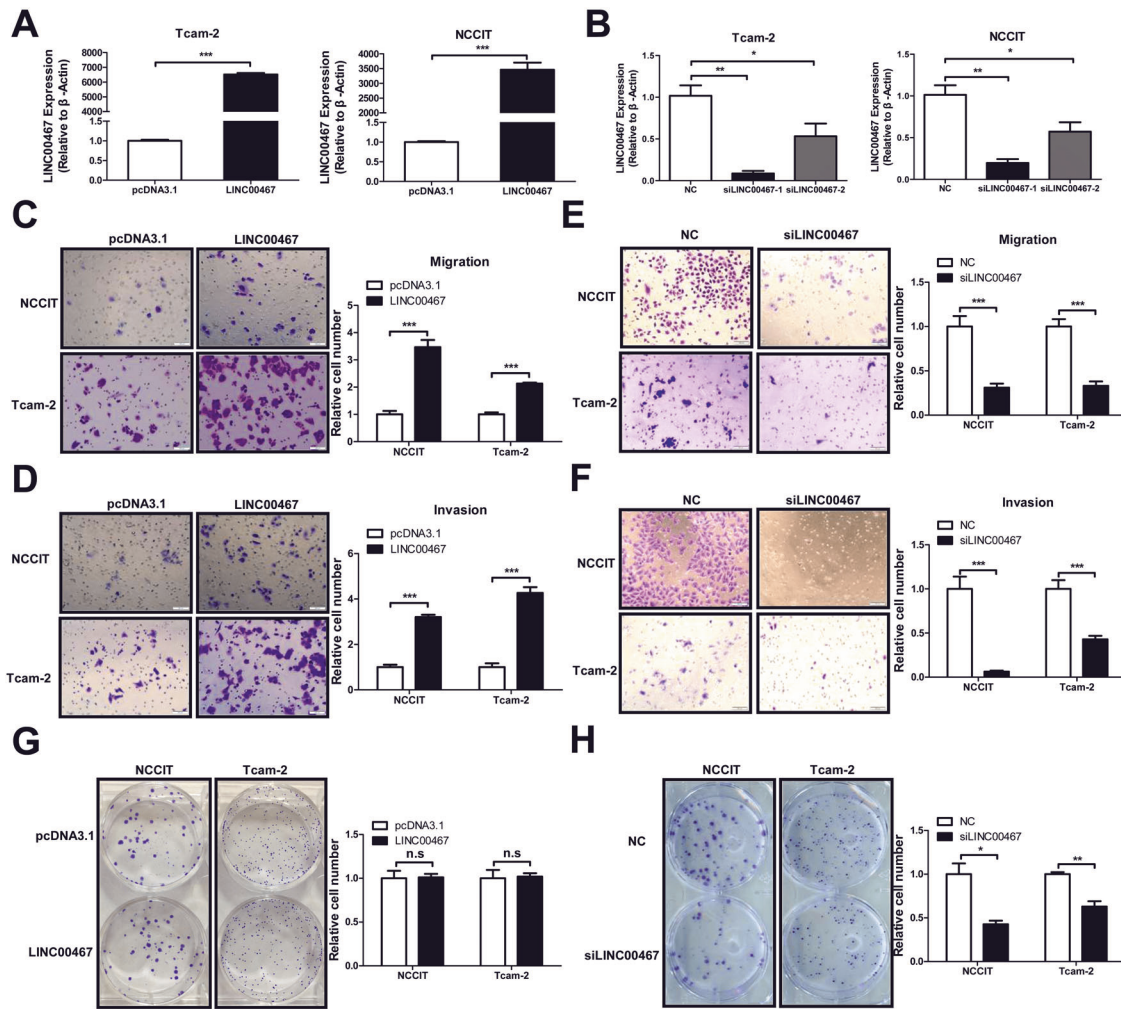 A
Tcam-2
LINC00467 Expression
(Relative to β -Actin)
8000
7000
6000
5000
4000
1.0
0.5
0.0
***
pcDNA3.1
LINC00467
NCCIT
LINC00467 Expression
(Relative to β -Actin)
4000
3500
3000
2500
2000
1.0
0.5
0.0
***
pcDNA3.1
LINC00467
B
Tcam-2
LINC00467 Expression
(Relative to β -Actin)
1.5
1.0
0.5
0.0
*
**
NC
siLINC00467-1
siLINC00467-2
NCCIT
LINC00467 Expression
(Relative to β -Actin)
1.5
1.0
0.5
0.0
*
**
NC
siLINC00467-1
siLINC00467-2
C
pcDNA3.1
LINC00467
NCCIT
Tcam-2
Migration
pcDNA3.1
LINC00467
Relative cell number
8
6
4
2
0
***
***
NCCIT
Tcam-2
E
NC
siLINC00467
NCCIT
Tcam-2
Migration
NC
siLINC00467
Relative cell number
1.5
1.0
0.5
0.0
***
***
NCCIT
Tcam-2
D
pcDNA3.1
LINC00467
NCCIT
Tcam-2
Invasion
pcDNA3.1
LINC00467
Relative cell number
8
6
4
2
0
***
***
NCCIT
Tcam-2
F
NC
siLINC00467
NCCIT
Tcam-2
Invasion
NC
siLINC00467
Relative cell number
1.5
1.0
0.5
0.0
***
***
NCCIT
Tcam-2
G
NCCIT
Tcam-2
pcDNA3.1
LINC00467
pcDNA3.1
LINC00467
Relative cell number
1.5
1.0
0.5
0.0
n.s
n.s
NCCIT
Tcam-2
H
NCCIT
Tcam-2
NC
siLINC00467
NC
siLINC00467
Relative cell number
1.5
1.0
0.5
0.0
*
**
NCCIT
Tcam-2